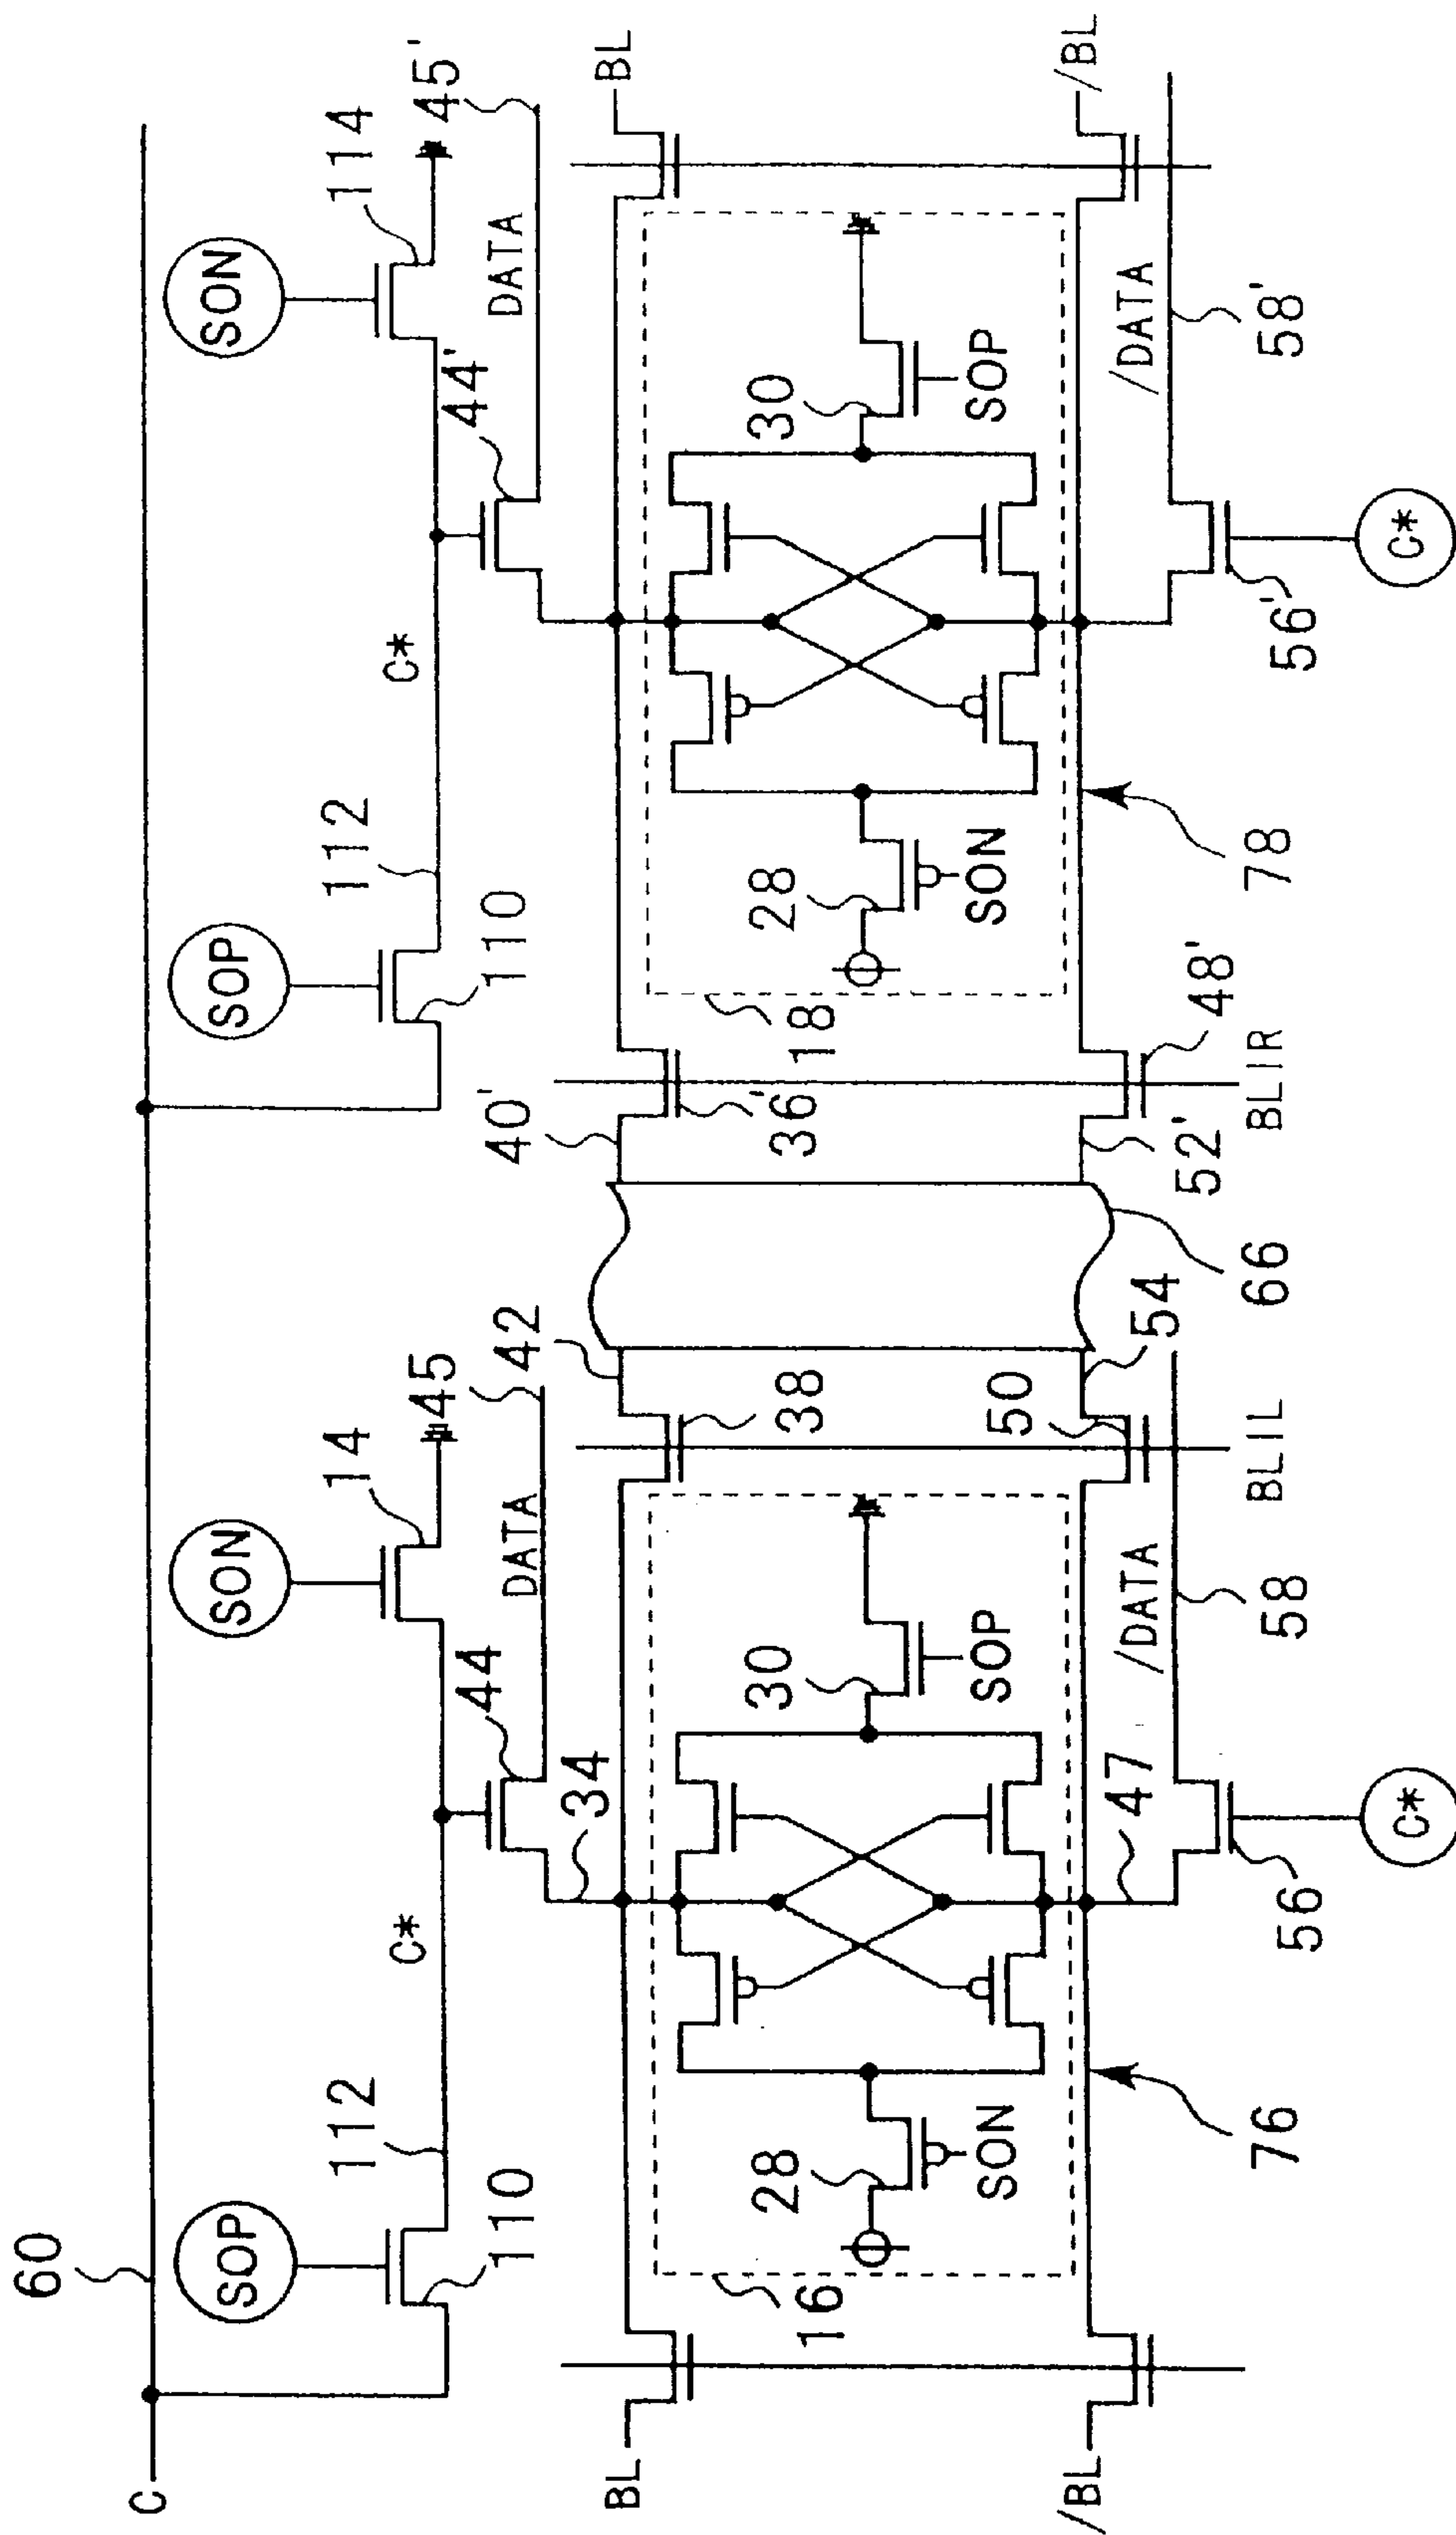 60
C
SOP
110
112
C*
SON
14
45
44
DATA
42
34
BL
/BL
16
28
SON
30
SOP
76
47
56
C*
/DATA
58
38
50
BLIL
54
66
SOP
110
112
C*
SON
114
45'
44'
DATA
40'
36'
18
28
SON
30
SOP
BL
/BL
52'
48'
BLIR
78
56'
C*
/DATA
58'